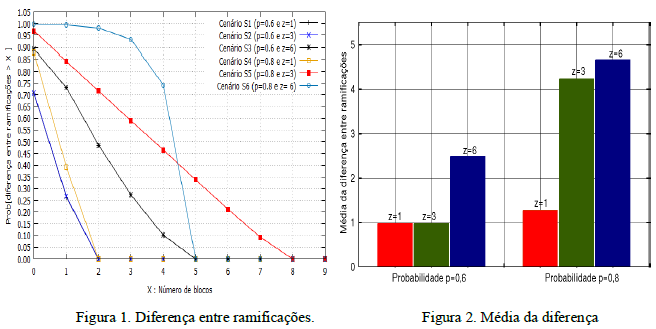 1.05
1.00
0.95
0.90
0.85
0.80
0.75
0.70
0.65
0.60
0.55
0.50
0.45
0.40
0.35
0.30
0.25
0.20
0.15
0.10
0.05
0.00
Prob[diferença entre ramificações > X ]
Cenário S1 (p=0.6 e z=1)
Cenário S2 (p=0.6 e z=3)
Cenário S3 (p=0.6 e z=6)
Cenário S4 (p=0.8 e z=1)
Cenário S5 (p=0.8 e z=3)
Cenário S6 (p=0.8 e z= 6)
0 1 2 3 4 5 6 7 8 9
X : Número de blocos
Figura 1. Diferença entre ramificações.
Média da diferença entre ramificações
5
4
3
2
1
0
z=1 z=3 z=6
z=1 z=3 z=6
Probabilidade p=0,6 Probabilidade p=0,8
Figura 2. Média da diferença